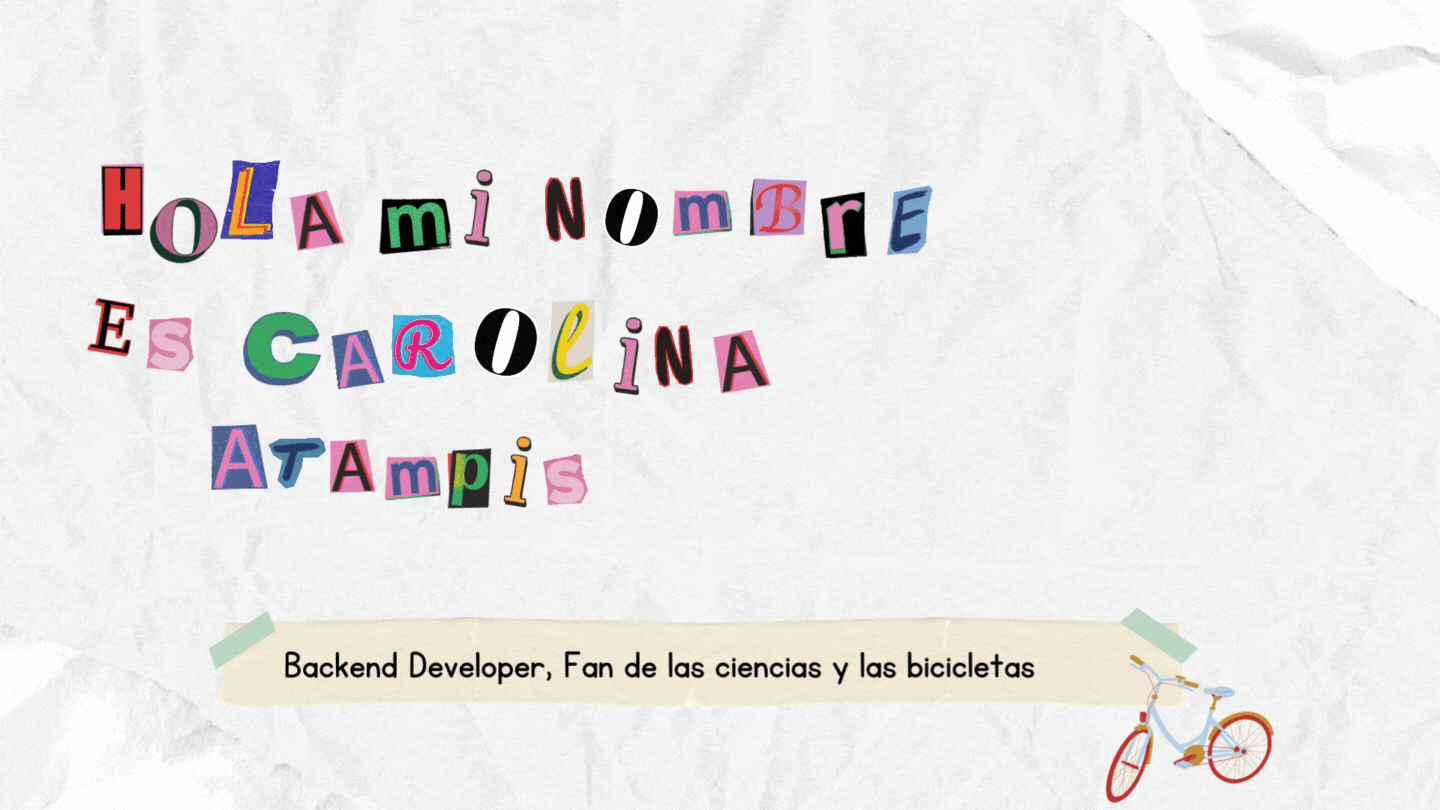 HOLA mi NOmBrE
Es CAROliNA
ATAmpis
Backend Developer, Fan de las ciencias y las bicicletas